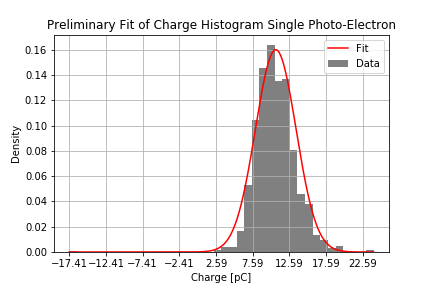 Preliminary Fit of Charge Histogram Single Photo-Electron
0.16
0.14
0.12
0.10
0.08
0.06
0.04
0.02
0.00
Density
Fit
Data
−17.41 −12.41 −7.41 −2.41 2.59 7.59 12.59 17.59 22.59
Charge [pC]